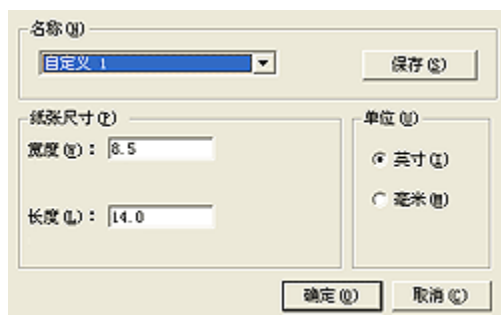 名称(N)
自定义 1
保存(S)
纸张尺寸(P)
单位(U)
宽度(W)：8.5
英寸(I)
毫米(M)
长度(L)：14.0
确定(O)
取消(C)